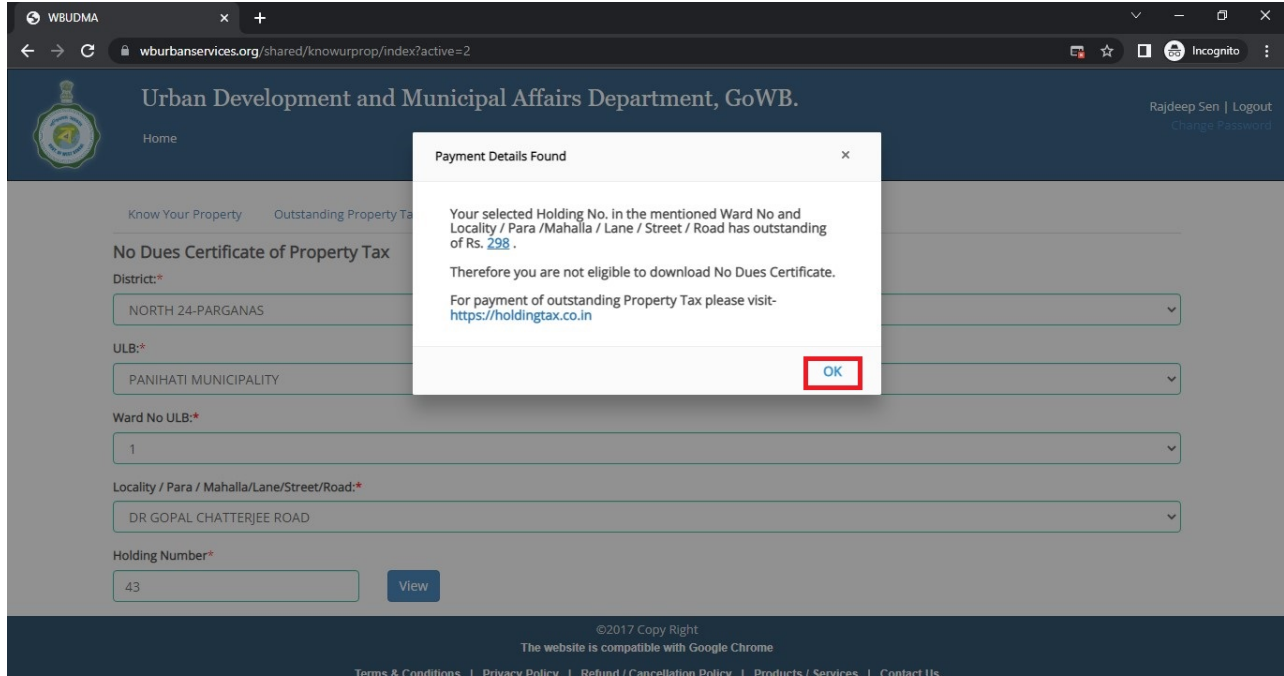 WBUDMA
wburbanservices.org/shared/knowurprop/index?active=2
Incognito
Urban Development and Municipal Affairs Department, GoWB.
Rajdeep Sen | Logout
Home
Change Password
Payment Details Found
Know Your Property Outstanding Property Ta
Your selected Holding No. in the mentioned Ward No and
Locality / Para /Mahalla / Lane / Street / Road has outstanding
of Rs. 298 .
Therefore you are not eligible to download No Dues Certificate.
For payment of outstanding Property Tax please visit-
https://holdingtax.co.in
OK
No Dues Certificate of Property Tax
District:*
NORTH 24-PARGANAS
ULB:*
PANIHATI MUNICIPALITY
Ward No ULB:*
1
Locality / Para / Mahalla/Lane/Street/Road:*
DR GOPAL CHATTERJEE ROAD
Holding Number*
43 View
©2017 Copy Right
The website is compatible with Google Chrome
Terms & Conditions | Privacy Policy | Refund / Cancellation Policy | Products / Services | Contact Us